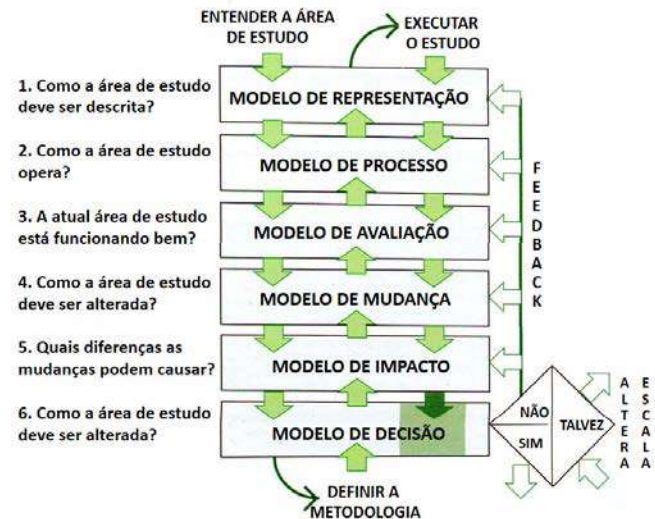 ENTENDER A ÁREA
DE ESTUDO
EXECUTAR
O ESTUDO
1. Como a área de estudo
deve ser descrita?
MODELO DE REPRESENTAÇÃO
2. Como a área de estudo
opera?
MODELO DE PROCESSO
3. A atual área de estudo
está funcionando bem?
MODELO DE AVALIAÇÃO
4. Como a área de estudo
deve ser alterada?
MODELO DE MUDANÇA
5. Quais diferenças as
mudanças podem causar?
MODELO DE IMPACTO
6. Como a área de estudo
deve ser alterada?
MODELO DE DECISÃO
FEEDBACK
NÃO
SIM
TALVEZ
ALTERA
ESCALA
DEFINIR A
METODOLOGIA